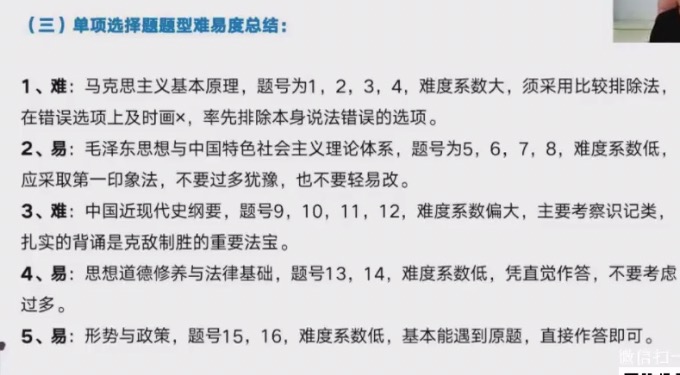 （三）单项选择题题型难易度总结：
1、难：马克思主义基本原理，题号为1，2，3，4，难度系数大，须采用比较排除法，
在错误选项上及时画×，率先排除本身说法错误的选项。
2、易：毛泽东思想与中国特色社会主义理论体系，题号为5，6，7，8，难度系数低，
应采取第一印象法，不要过多犹豫，也不要轻易改。
3、难：中国近现代史纲要，题号9，10，11，12，难度系数偏大，主要考察识记类，
扎实的背诵是克敌制胜的重要法宝。
4、易：思想道德修养与法律基础，题号13，14，难度系数低，凭直觉作答，不要考虑
过多。
5、易：形势与政策，题号15，16，难度系数低，基本能遇到原题，直接作答即可。
微信扫一